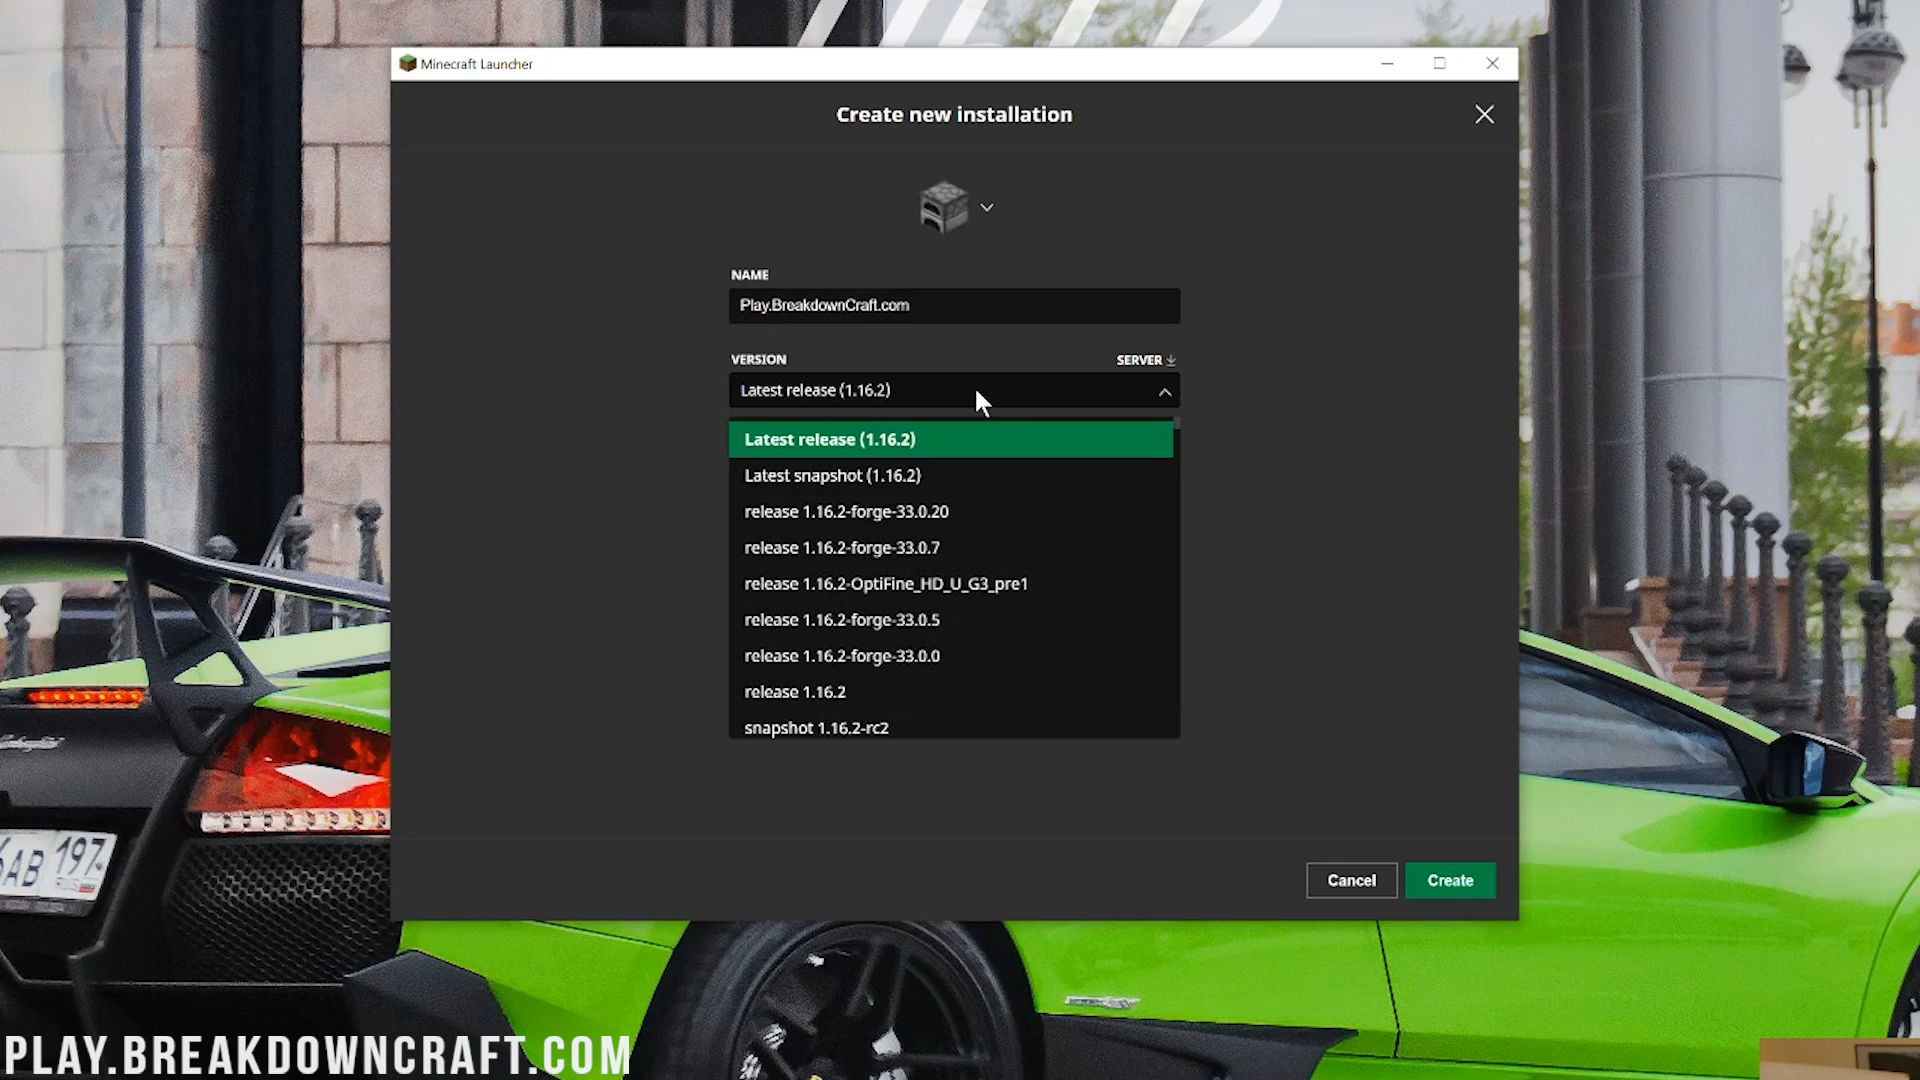 Minecraft Launcher
Create new installation
NAME
Play.BreakdownCraft.com
VERSION
SERVER
Latest release (1.16.2)
Latest release (1.16.2)
Latest snapshot (1.16.2)
release 1.16.2-forge-33.0.20
release 1.16.2-forge-33.0.7
release 1.16.2-OptiFine_HD_U_G3_pre1
release 1.16.2-forge-33.0.5
release 1.16.2-forge-33.0.0
release 1.16.2
snapshot 1.16.2-rc2
AB 197
Cancel
Create
PLAY.BREAKDOWNCRAFT.COM